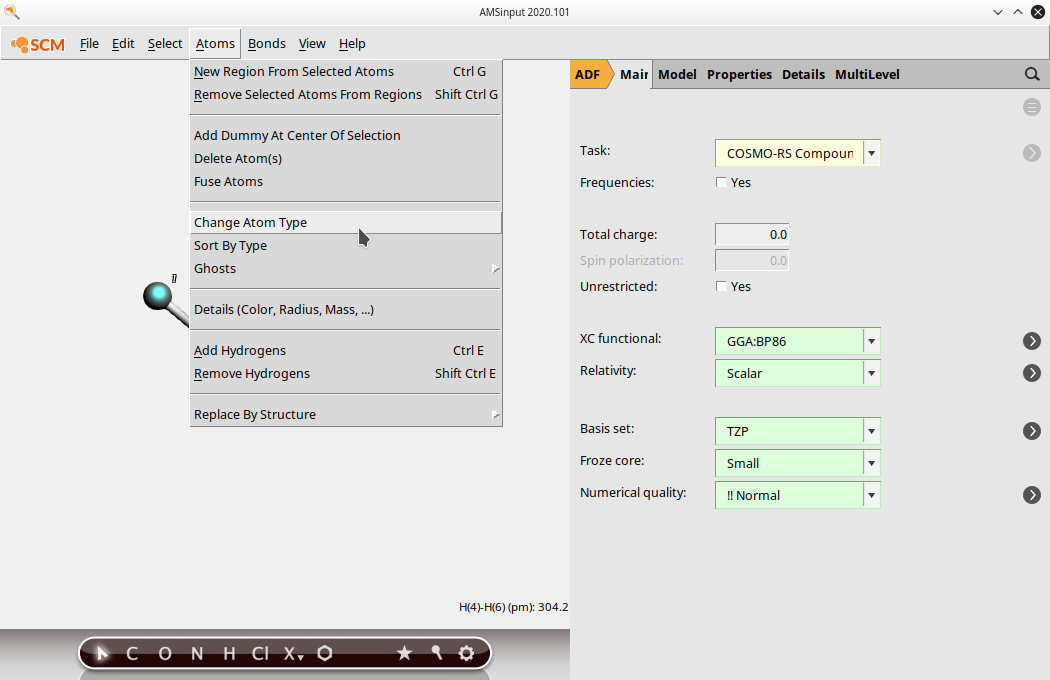 AMSinput 2020.101
SCM File Edit Select Atoms Bonds View Help
New Region From Selected Atoms Ctrl G
Remove Selected Atoms From Regions Shift Ctrl G
Add Dummy At Center Of Selection
Delete Atom(s)
Fuse Atoms
Change Atom Type
Sort By Type
Ghosts
Details (Color, Radius, Mass, ...)
Add Hydrogens Ctrl E
Remove Hydrogens Shift Ctrl E
Replace By Structure
H(4)-H(6) (pm): 304.2
C O N H Cl X
ADF Main Model Properties Details MultiLevel
Task: COSMO-RS Compoun
Frequencies: Yes
Total charge: 0.0
Spin polarization: 0.0
Unrestricted: Yes
XC functional: GGA:BP86
Relativity: Scalar
Basis set: TZP
Froze core: Small
Numerical quality: !! Normal